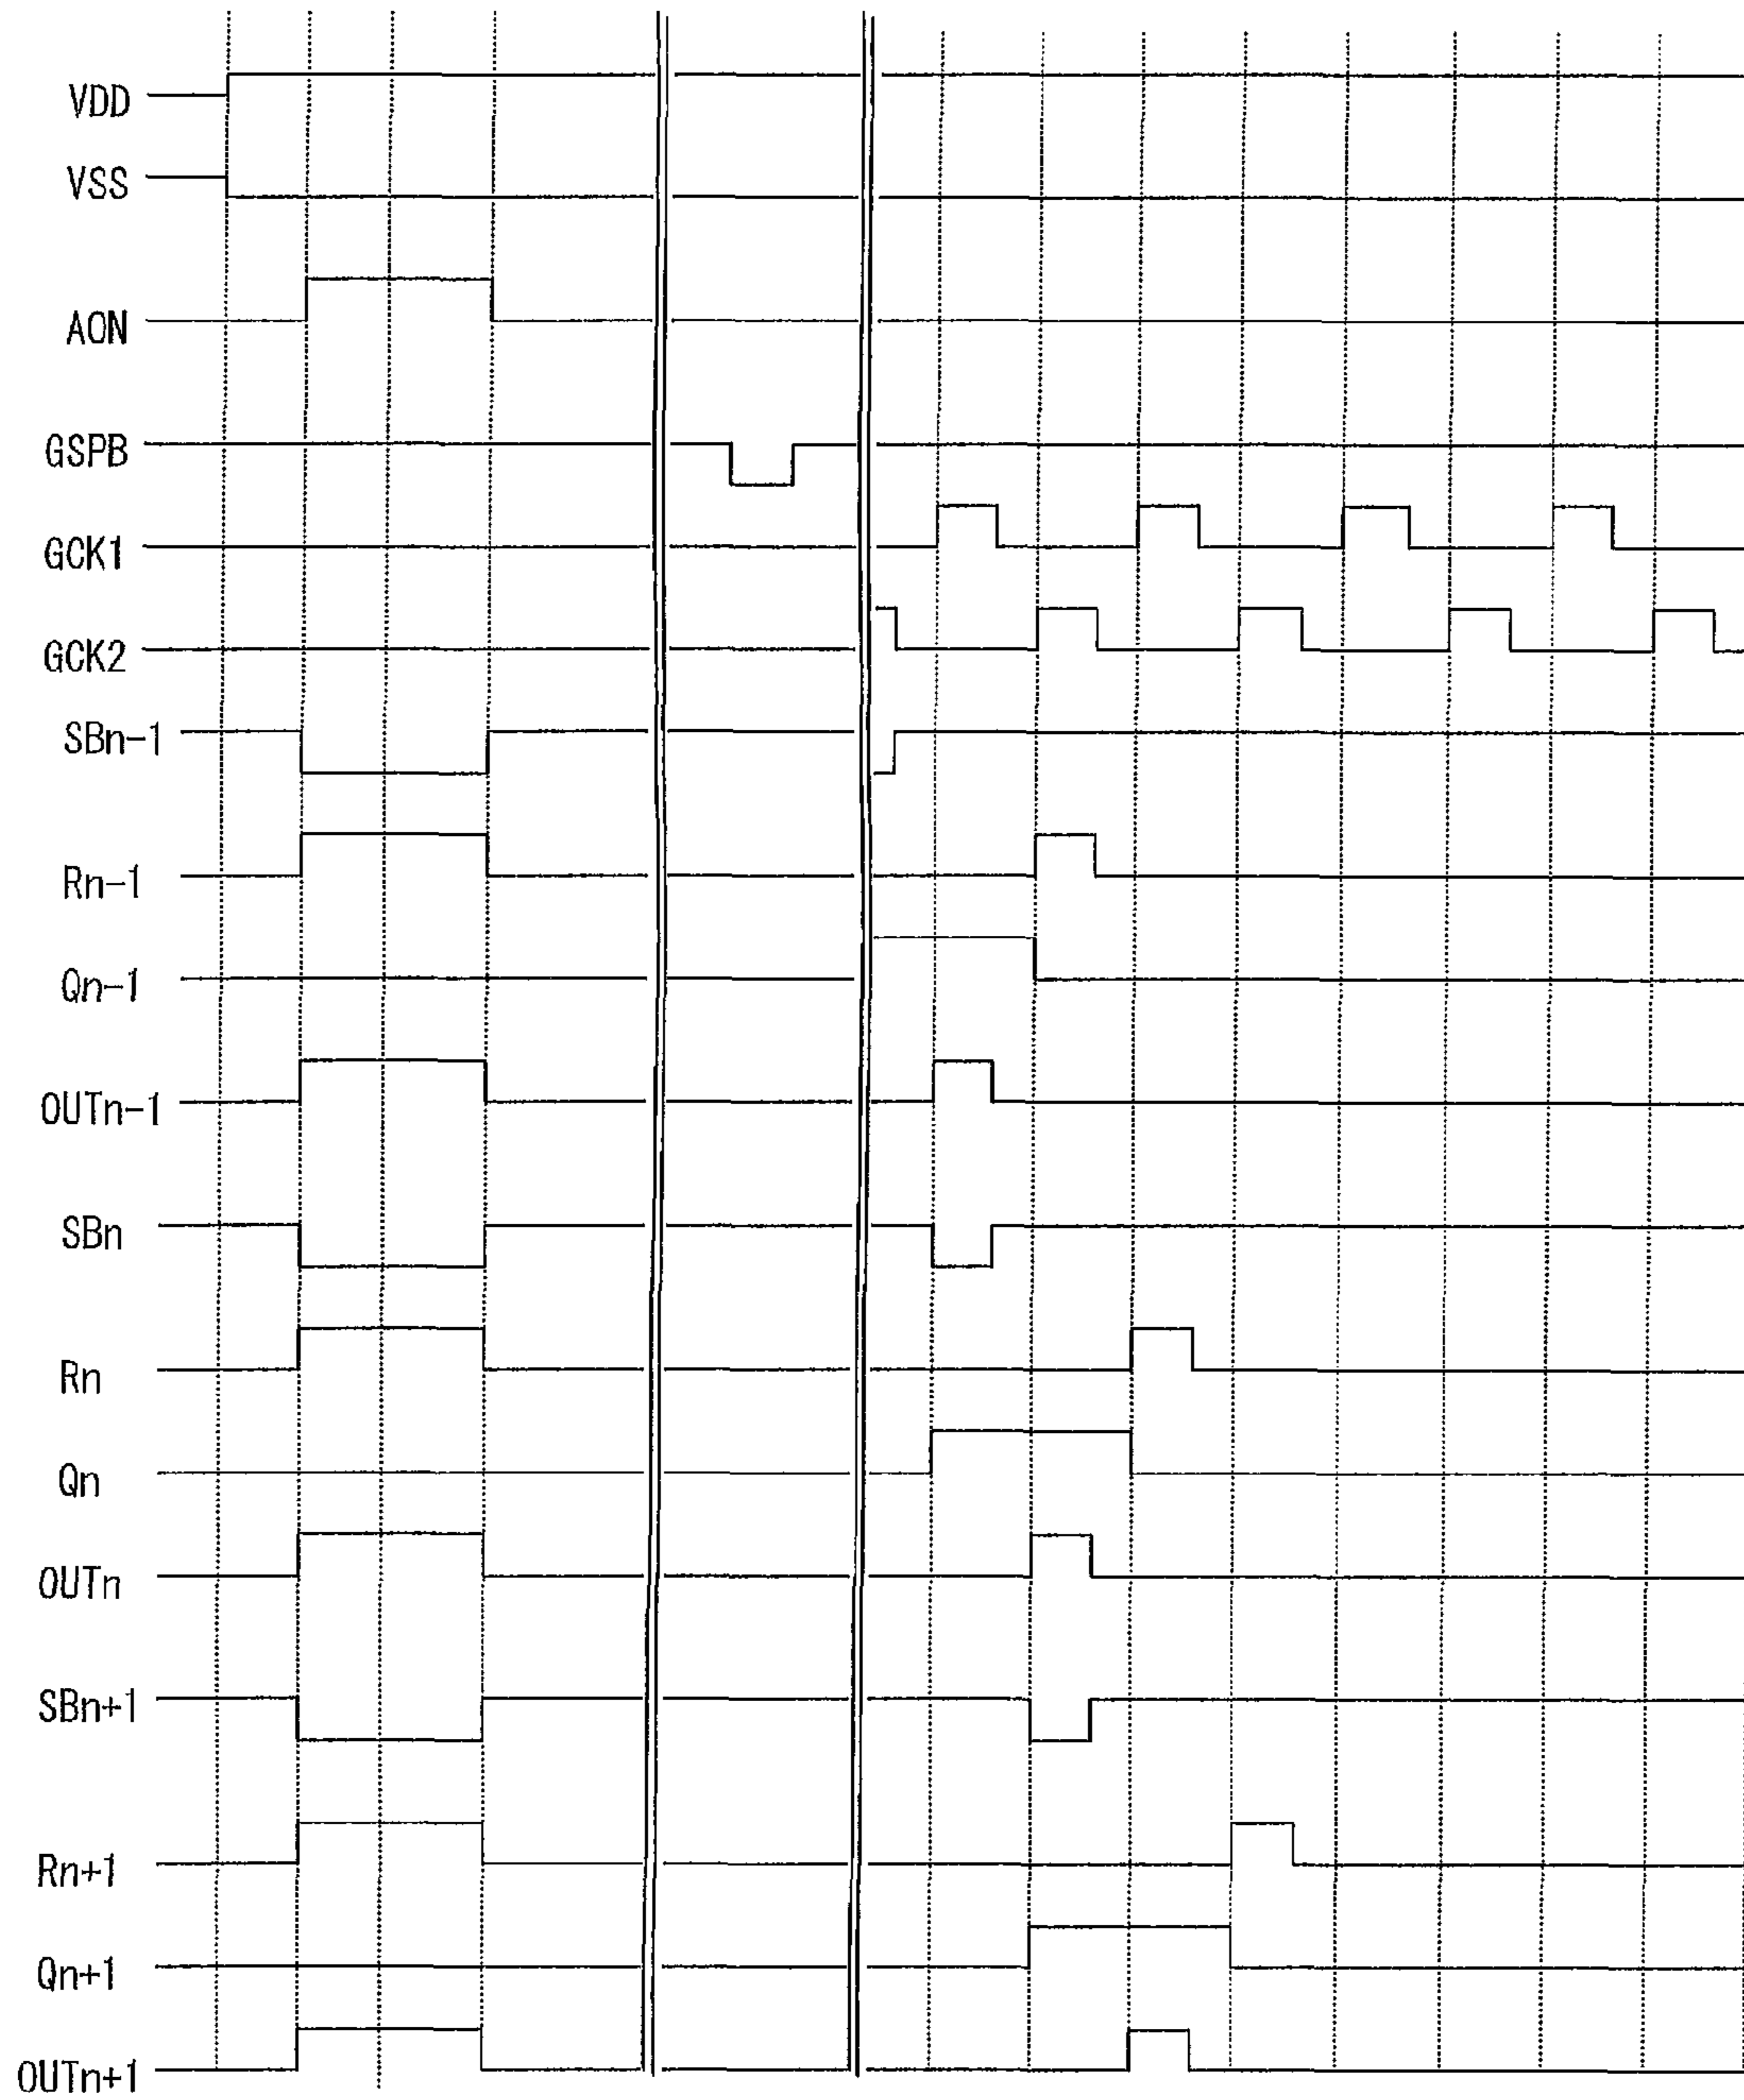 VDD
VSS
AON
GSPB
GCK1
GCK2
SBn-1
Rn-1
Qn-1
OUTn-1
SBn
Rn
Qn
OUTn
SBn+1
Rn+1
Qn+1
OUTn+1